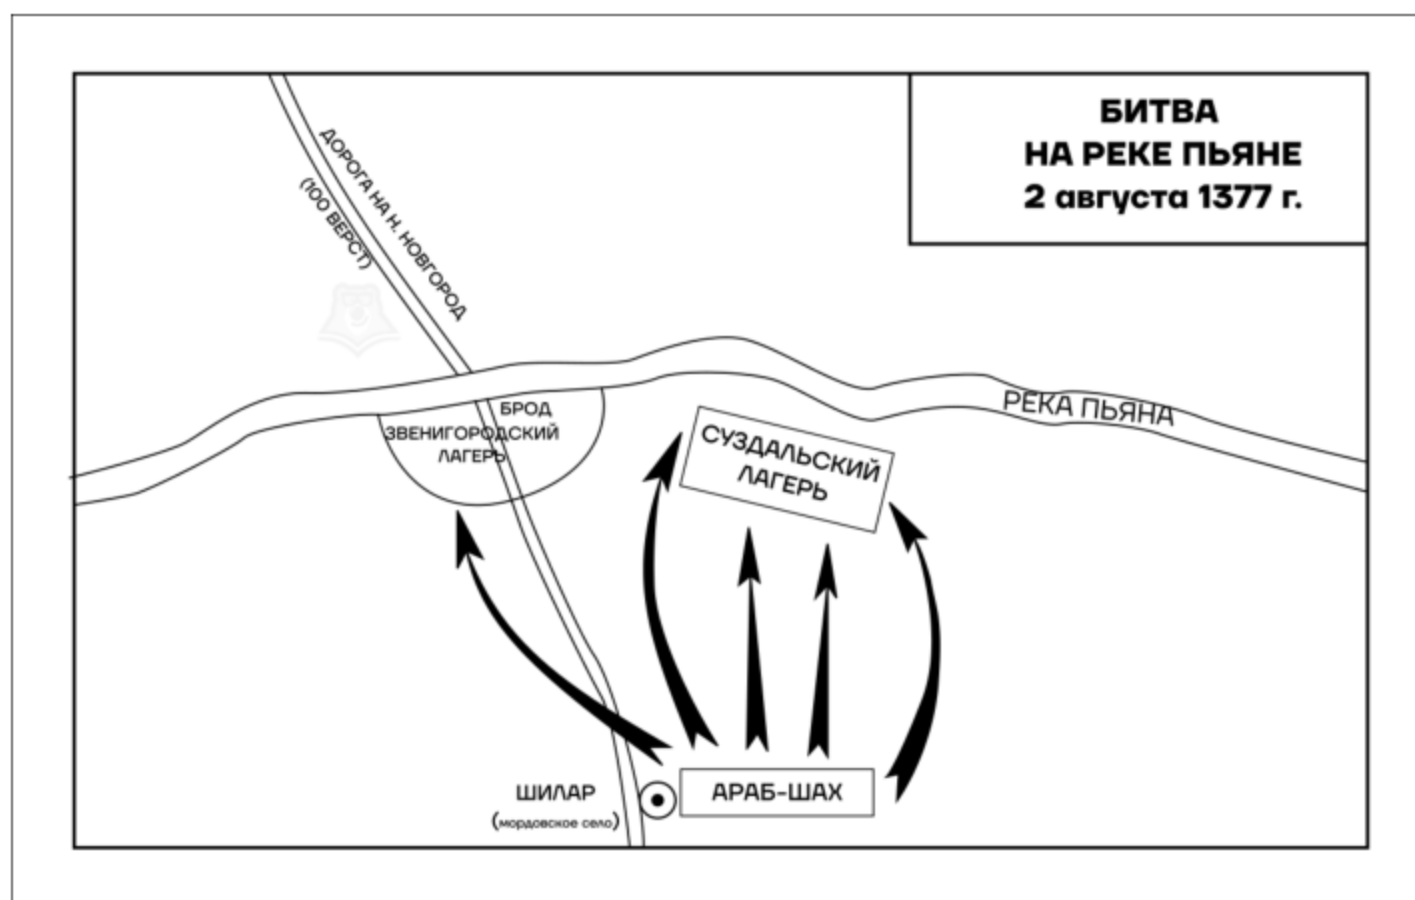 БИТВА
НА РЕКЕ ПЬЯНЕ
2 августа 1377 г.
ДОРОГА НА Н. НОВГОРОД
(100 ВЕРСТ)
РЕКА ПЬЯНА
БРОД
ЗВЕНИГОРОДСКИЙ
ЛАГЕРЬ
СУЗДАЛЬСКИЙ
ЛАГЕРЬ
ШИЛАР
(мордовское село)
АРАБ-ШАХ